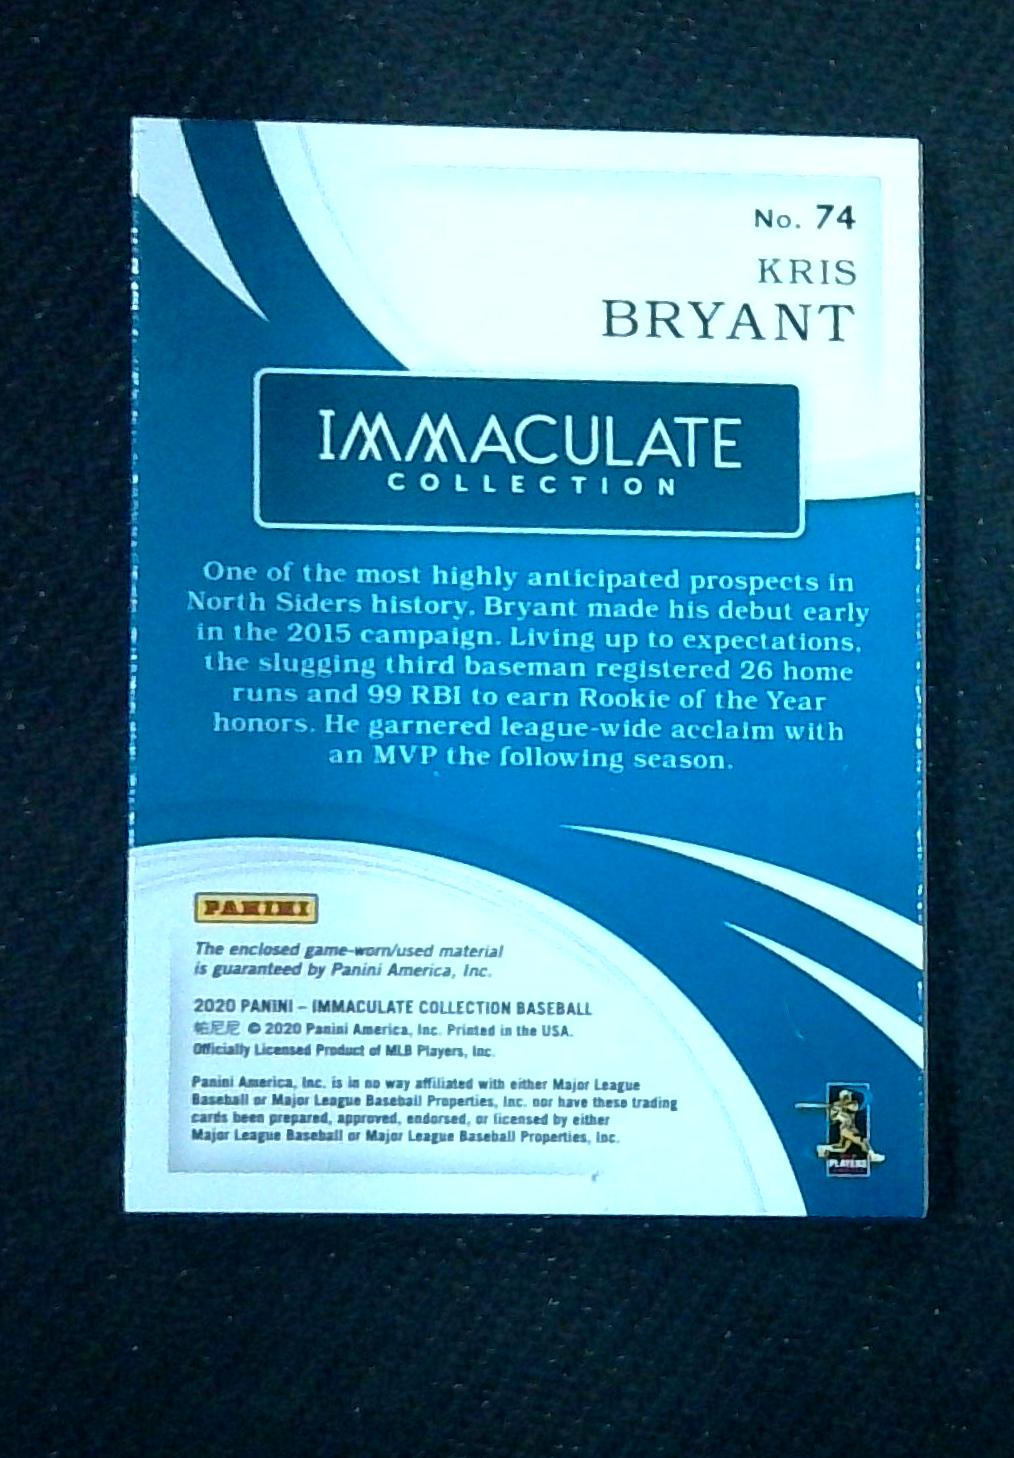 No. 74
KRIS
BRYANT
IMMACULATE
COLLECTION
One of the most highly anticipated prospects in
North Siders history, Bryant made his debut early
in the 2015 campaign. Living up to expectations,
the slugging third baseman registered 26 home
runs and 99 RBI to earn Rookie of the Year
honors. He garnered league-wide acclaim with
an MVP the following season.
PANINI
The enclosed game-worn/used material
is guaranteed by Panini America, Inc.
2020 PANINI – IMMACULATE COLLECTION BASEBALL
帕尼尼 © 2020 Panini America, Inc. Printed in the USA.
Officially Licensed Product of MLB Players, Inc.
Panini America, Inc. is in no way affiliated with either Major League
Baseball or Major League Baseball Properties, Inc. nor have these trading
cards been prepared, approved, endorsed, or licensed by either
Major League Baseball or Major League Baseball Properties, Inc.
PLAYERS